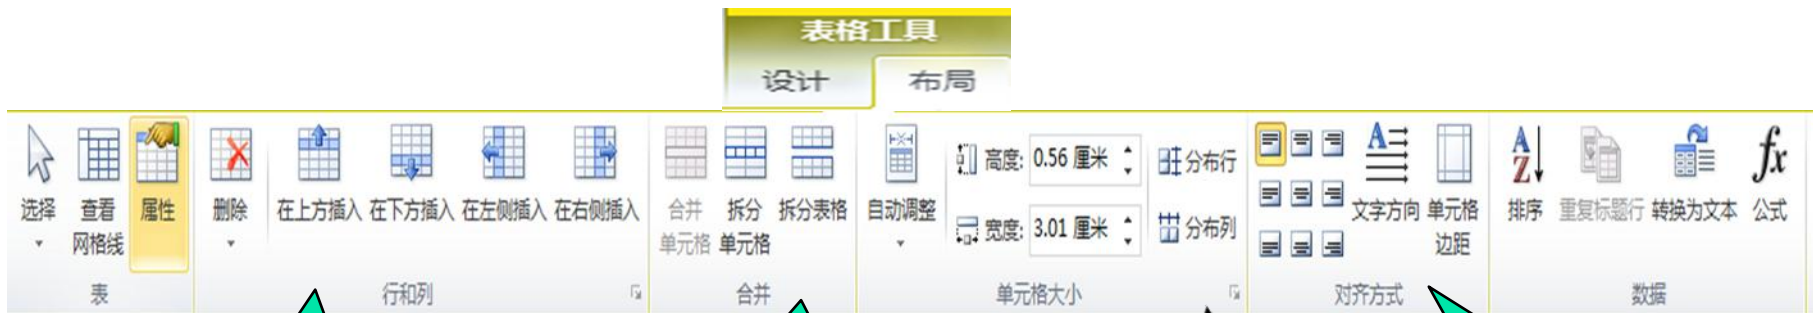 表格工具
设计 布局
选择 查看网格线 属性 删除 在上方插入 在下方插入 在左侧插入 在右侧插入 合并单元格 拆分单元格 拆分表格 自动调整 高度: 0.56 厘米 分布行
宽度: 3.01 厘米 分布列
文字方向 单元格边距 排序 重复标题行 转换为文本 公式
表 行和列 合并 单元格大小 对齐方式 数据